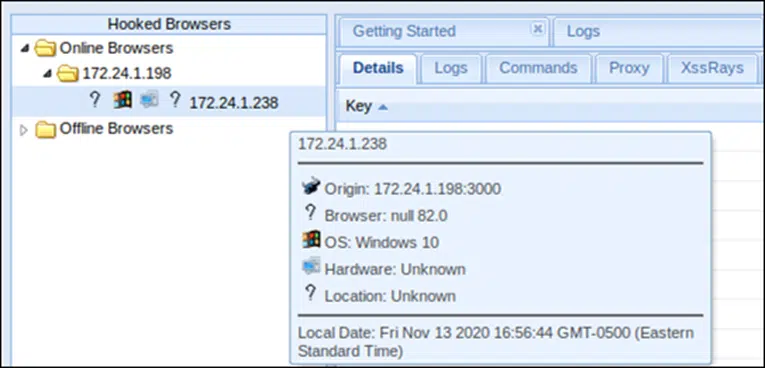 Hooked Browsers
Getting Started
Logs
Online Browsers
172.24.1.198
? ? 172.24.1.238
Offline Browsers
Details
Logs
Commands
Proxy
XssRays
Key
172.24.1.238
Origin: 172.24.1.198:3000
? Browser: null 82.0
OS: Windows 10
Hardware: Unknown
? Location: Unknown
Local Date: Fri Nov 13 2020 16:56:44 GMT-0500 (Eastern
Standard Time)